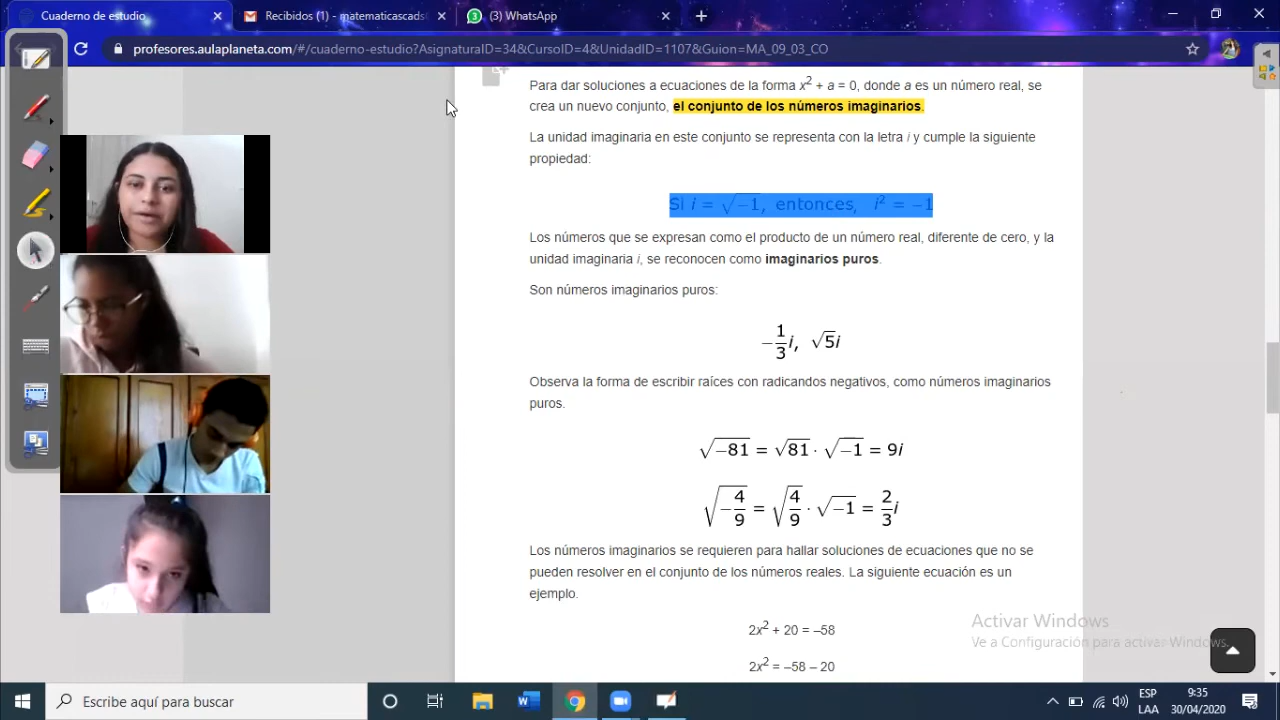 Cuaderno de estudio
Recibidos (1) - matematicascads
(3) WhatsApp
profesores.aulaplaneta.com/#/cuaderno-estudio?AsignaturaID=34&CursoID=4&UnidadID=1107&Guion=MA_09_03_CO
Para dar soluciones a ecuaciones de la forma x² + a = 0, donde a es un número real, se
crea un nuevo conjunto, el conjunto de los números imaginarios.
La unidad imaginaria en este conjunto se representa con la letra i y cumple la siguiente
propiedad:
Si i = √−1, entonces, i² = −1
Los números que se expresan como el producto de un número real, diferente de cero, y la
unidad imaginaria i, se reconocen como imaginarios puros.
Son números imaginarios puros:
−1/3 i, √5i
Observa la forma de escribir raíces con radicandos negativos, como números imaginarios
puros.
√−81 = √81 · √−1 = 9i
√−4/9 = √4/9 · √−1 = 2/3 i
Los números imaginarios se requieren para hallar soluciones de ecuaciones que no se
pueden resolver en el conjunto de los números reales. La siguiente ecuación es un
ejemplo.
2x² + 20 = –58
2x² = –58 – 20
Activar Windows
Ve a Configuración para activar Windows.
Escribe aquí para buscar
ESP
LAA
9:35
30/04/2020